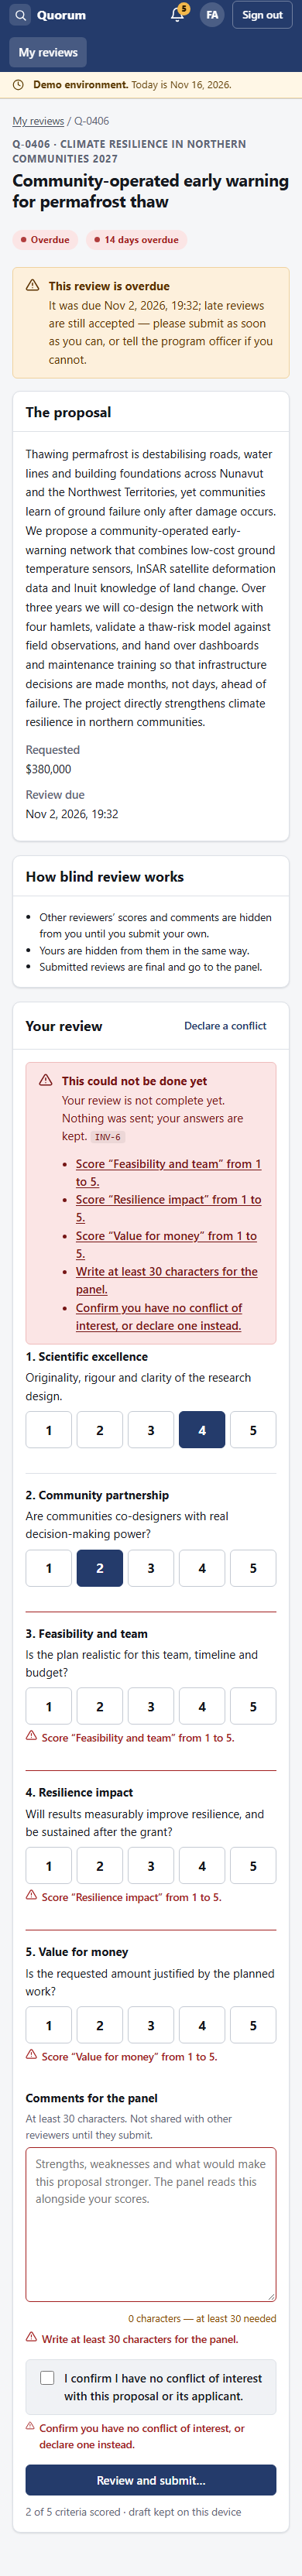 Quorum
5
FA
Sign out
My reviews
Demo environment. Today is Nov 16, 2026.
My reviews / Q-0406
Q-0406 · CLIMATE RESILIENCE IN NORTHERN
COMMUNITIES 2027
Community-operated early warning
for permafrost thaw
Overdue
14 days overdue
This review is overdue
It was due Nov 2, 2026, 19:32; late reviews
are still accepted — please submit as soon
as you can, or tell the program officer if you
cannot.
The proposal
Thawing permafrost is destabilising roads, water
lines and building foundations across Nunavut
and the Northwest Territories, yet communities
learn of ground failure only after damage occurs.
We propose a community-operated early-
warning network that combines low-cost ground
temperature sensors, InSAR satellite deformation
data and Inuit knowledge of land change. Over
three years we will co-design the network with
four hamlets, validate a thaw-risk model against
field observations, and hand over dashboards
and maintenance training so that infrastructure
decisions are made months, not days, ahead of
failure. The project directly strengthens climate
resilience in northern communities.
Requested
$380,000
Review due
Nov 2, 2026, 19:32
How blind review works
• Other reviewers' scores and comments are hidden
from you until you submit your own.
• Yours are hidden from them in the same way.
• Submitted reviews are final and go to the panel.
Your review
Declare a conflict
This could not be done yet
Your review is not complete yet.
Nothing was sent; your answers are
kept. INV-6
• Score “Feasibility and team” from 1
to 5.
• Score “Resilience impact” from 1 to
5.
• Score “Value for money” from 1 to
5.
• Write at least 30 characters for the
panel.
• Confirm you have no conflict of
interest, or declare one instead.
1. Scientific excellence
Originality, rigour and clarity of the research
design.
1 2 3 4 5
2. Community partnership
Are communities co-designers with real
decision-making power?
1 2 3 4 5
3. Feasibility and team
Is the plan realistic for this team, timeline and
budget?
1 2 3 4 5
Score “Feasibility and team” from 1 to 5.
4. Resilience impact
Will results measurably improve resilience, and
be sustained after the grant?
1 2 3 4 5
Score “Resilience impact” from 1 to 5.
5. Value for money
Is the requested amount justified by the planned
work?
1 2 3 4 5
Score “Value for money” from 1 to 5.
Comments for the panel
At least 30 characters. Not shared with other
reviewers until they submit.
Strengths, weaknesses and what would make
this proposal stronger. The panel reads this
alongside your scores.
0 characters — at least 30 needed
Write at least 30 characters for the panel.
I confirm I have no conflict of interest
with this proposal or its applicant.
Confirm you have no conflict of interest, or
declare one instead.
Review and submit…
2 of 5 criteria scored · draft kept on this device